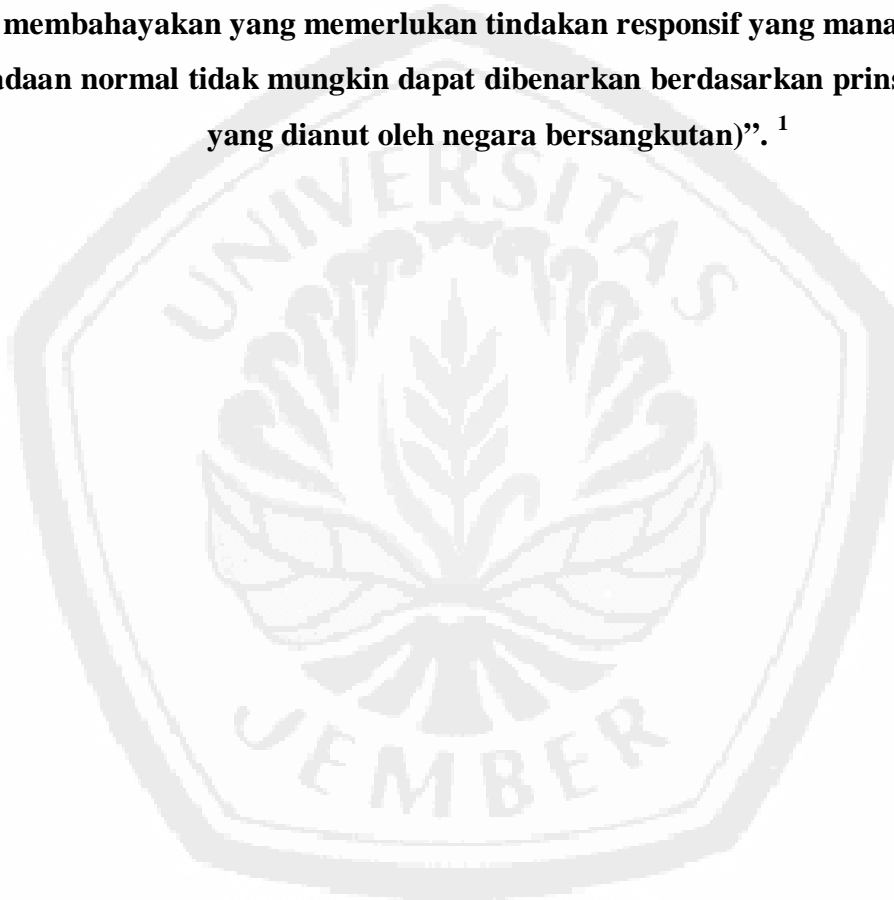 membahayakan yang memerlukan tindakan responsif yang mana
adaan normal tidak mungkin dapat dibenarkan berdasarkan prins
yang dianut oleh negara bersangkutan)”. 1
UNIVERSITAS
JEMBER